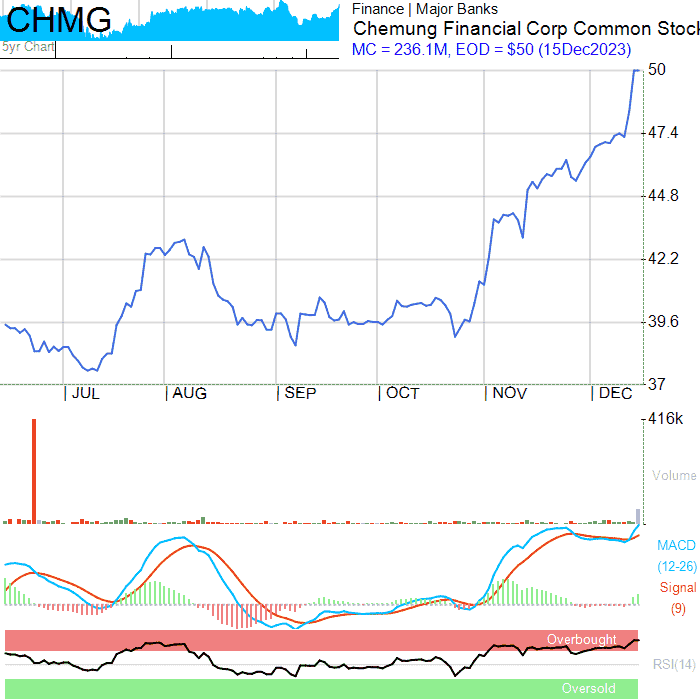 CHMG
5yr Chart
Finance | Major Banks
Chemung Financial Corp Common Stock
MC = 236.1M, EOD = $50 (15Dec2023)
50
47.4
44.8
42.2
39.6
37
JUL AUG SEP OCT NOV DEC
416k
Volume
MACD
(12-26)
Signal
(9)
Overbought
RSI(14)
Oversold